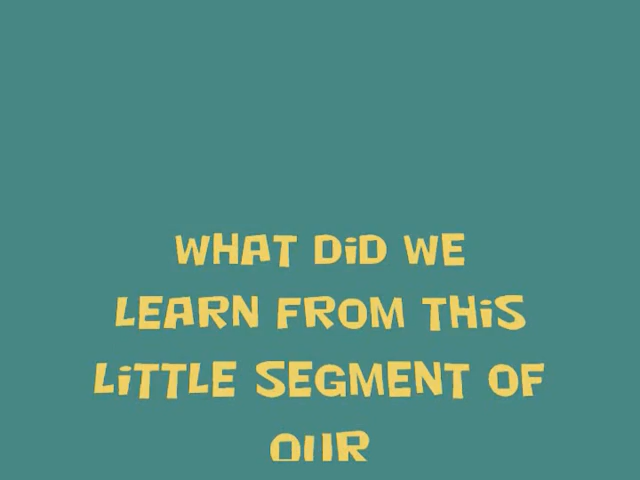 WHAT DiD WE
LEARN FROM THiS
LiTTLE SEGMENT OF
OUR